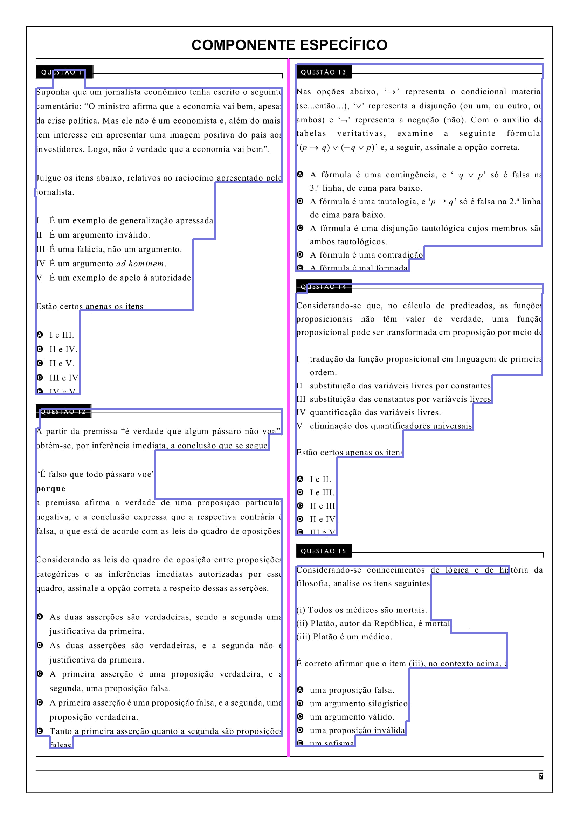 COMPONENTE ESPECÍFICO
QUESTÃO 11
Suponha que um jornalista econômico tenha escrito o seguinte
comentário: “O ministro afirma que a economia vai bem, apesar
da crise política. Mas ele não é um economista e, além do mais,
tem interesse em apresentar uma imagem positiva do país aos
investidores. Logo, não é verdade que a economia vai bem”.
Julgue os itens abaixo, relativos ao raciocínio apresentado pelo
jornalista.
I É um exemplo de generalização apressada.
II É um argumento inválido.
III É uma falácia, não um argumento.
IV É um argumento ad hominem.
V É um exemplo de apelo à autoridade.
Estão certos apenas os itens
A I e III.
B II e IV.
C II e V.
D III e IV.
E IV e V.
QUESTÃO 12
A partir da premissa “é verdade que algum pássaro não voa”,
obtém-se, por inferência imediata, a conclusão que se segue.
“É falso que todo pássaro voe”
porque
a premissa afirma a verdade de uma proposição particular
negativa, e a conclusão expressa que a respectiva contrária é
falsa, o que está de acordo com as leis do quadro de oposições.
Considerando as leis do quadro de oposição entre proposições
categóricas e as inferências imediatas autorizadas por esse
quadro, assinale a opção correta a respeito dessas asserções.
A As duas asserções são verdadeiras, sendo a segunda uma
justificativa da primeira.
B As duas asserções são verdadeiras, e a segunda não é
justificativa da primeira.
C A primeira asserção é uma proposição verdadeira, e a
segunda, uma proposição falsa.
D A primeira asserção é uma proposição falsa, e a segunda, uma
proposição verdadeira.
E Tanto a primeira asserção quanto a segunda são proposições
falsas.
QUESTÃO 13
Nas opções abaixo, ‘→’ representa o condicional material
(se...então...), ‘∨’ representa a disjunção (ou um, ou outro, ou
ambos) e ‘¬’ representa a negação (não). Com o auxílio de
tabelas veritativas, examine a seguinte fórmula
‘(p → q) ∨ (¬q ∨ p)’ e, a seguir, assinale a opção correta.
A A fórmula é uma contingência, e ‘¬q ∨ p’ só é falsa na
3.ª linha, de cima para baixo.
B A fórmula é uma tautologia, e ‘p → q’ só é falsa na 2.ª linha,
de cima para baixo.
C A fórmula é uma disjunção tautológica cujos membros são
ambos tautológicos.
D A fórmula é uma contradição.
E A fórmula é mal formada.
QUESTÃO 14
Considerando-se que, no cálculo de predicados, as funções
proposicionais não têm valor de verdade, uma função
proposicional pode ser transformada em proposição por meio de
I tradução da função proposicional em linguagem de primeira
ordem.
II substituição das variáveis livres por constantes.
III substituição das constantes por variáveis livres.
IV quantificação das variáveis livres.
V eliminação dos quantificadores universais.
Estão certos apenas os itens
A I e II.
B I e III.
C II e III.
D II e IV.
E III e V.
QUESTÃO 15
Considerando-se conhecimentos de lógica e de história da
filosofia, analise os itens seguintes.
(i) Todos os médicos são mortais.
(ii) Platão, autor da República, é mortal.
(iii) Platão é um médico.
É correto afirmar que o item (iii), no contexto acima, é
A uma proposição falsa.
B um argumento silogístico.
C um argumento válido.
D uma proposição inválida.
E um sofisma.